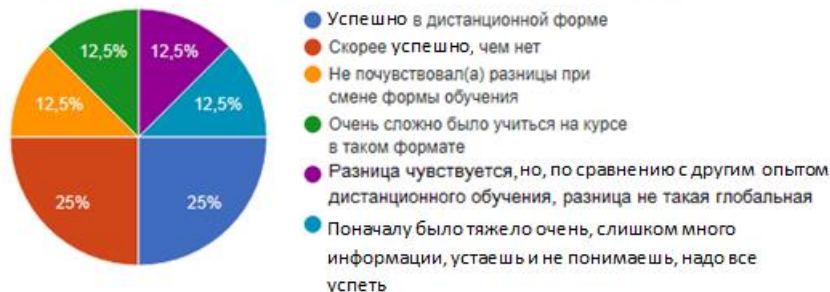 12,5%
12,5%
12,5%
12,5%
25%
25%
Успешно в дистанционной форме
Скорее успешно, чем нет
Не почувствовал(а) разницы при
смене формы обучения
Очень сложно было учиться на курсе
в таком формате
Разница чувствуется, но, по сравнению с другим опытом
дистанционного обучения, разница не такая глобальная
Поначалу было тяжело очень, слишком много
информации, устаешь и не понимаешь, надо все
успеть